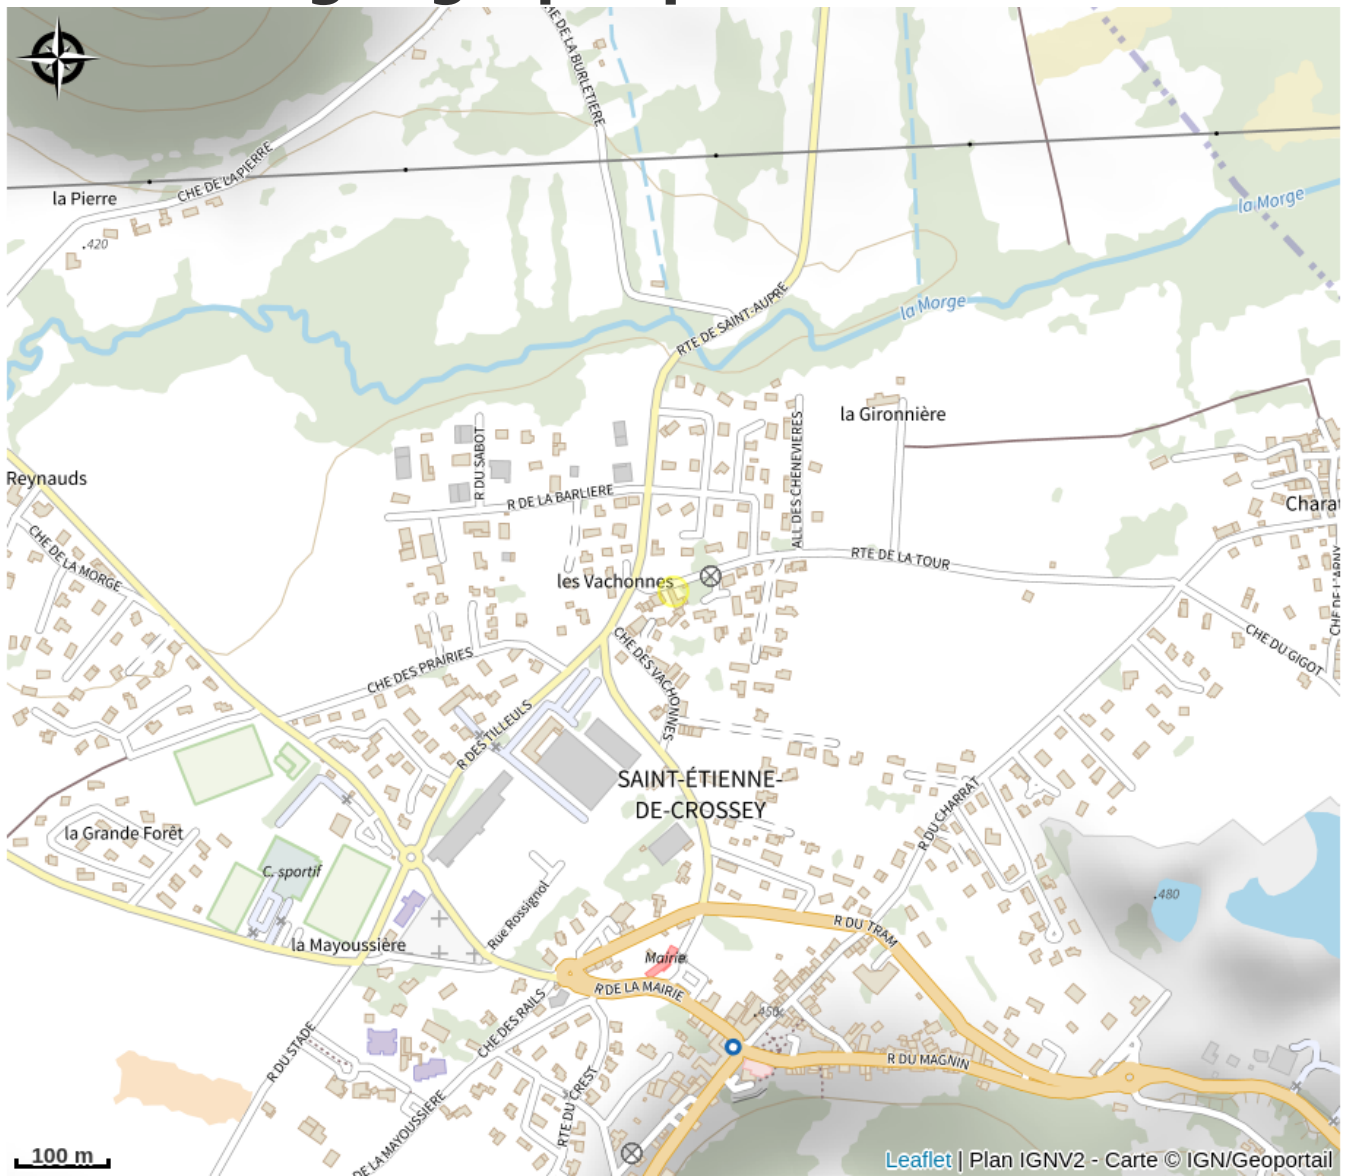 CHE DE LA BURLETIERE
CHE DE LA PIERRE
la Pierre
.420
la Morge
la Morge
RTE DE SAINT-AUPRE
la Gironnière
ALL DES CHENEVIERES
R DU SABOT
R DE LA BARLIERE
Reynauds
CHE DE LA MORGE
les Vachonnes
RTE DE LA TOUR
Chara
CHE DU GIGOT
CHE DES PRAIRIES
CHE DES VACHONNES
R DES TILLEULS
SAINT-ÉTIENNE-
DE-CROSSEY
R DU CHARRAT
la Grande Forêt
C. sportif
.480
Rue Rossignol
la Mayoussière
R DU TRAM
Mairie
R DE LA MAIRIE
.450
CHE DES RAILS
R DU STADE
R DU MAGNIN
RTE DU CREST
DE LA MAYOUSSIERE
100 m
Leaflet | Plan IGNV2 - Carte © IGN/Geoportail